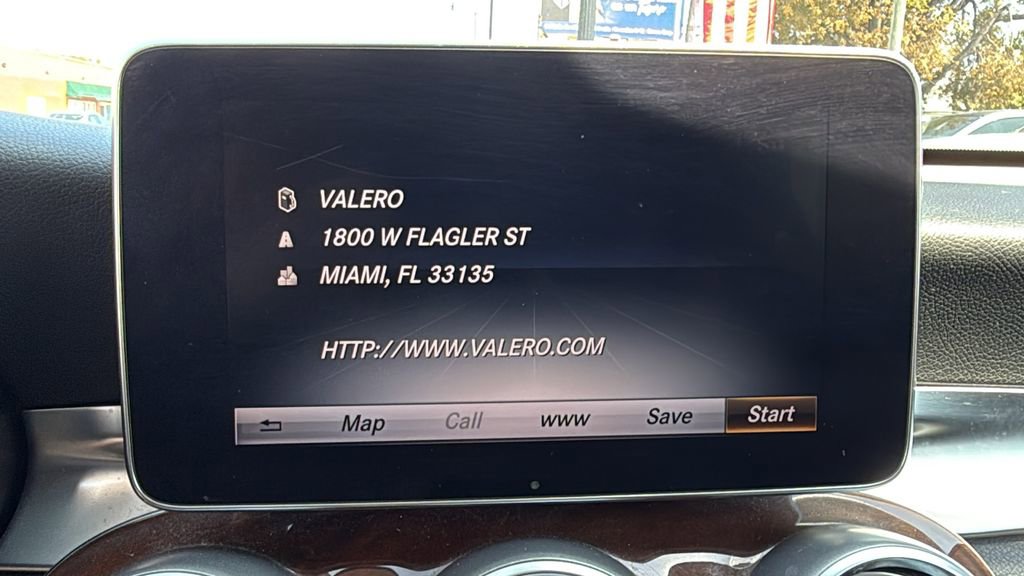 VALERO
1800 W FLAGLER ST
MIAMI, FL 33135
HTTP://WWW.VALERO.COM
Map Call www Save Start